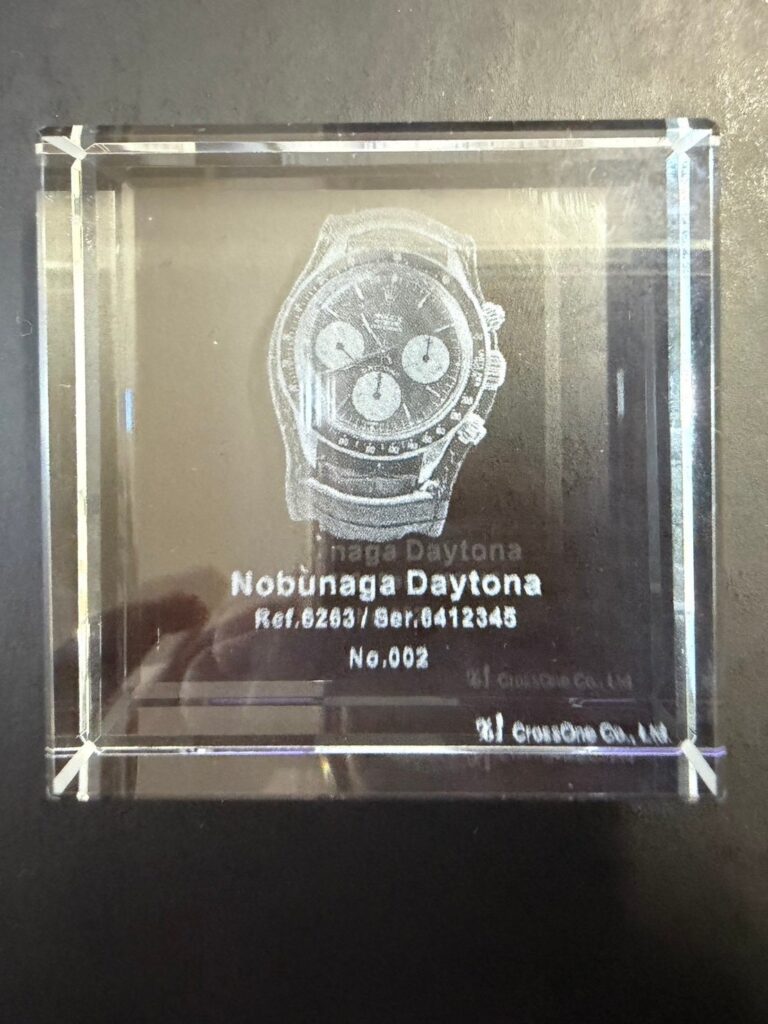 Nobunaga Daytona
Ref.6263 / Ser.6412345
No.002
CrossOne Co., Ltd.